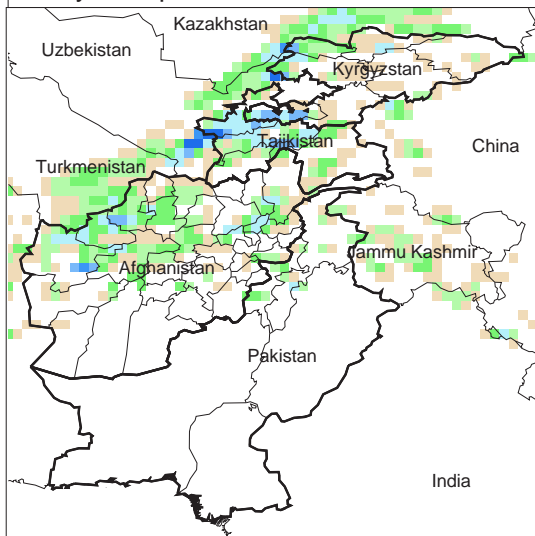 Kazakhstan
Uzbekistan
Kyrgyzstan
Tajikistan
China
Turkmenistan
Jammu Kashmir
Afghanistan
Pakistan
India